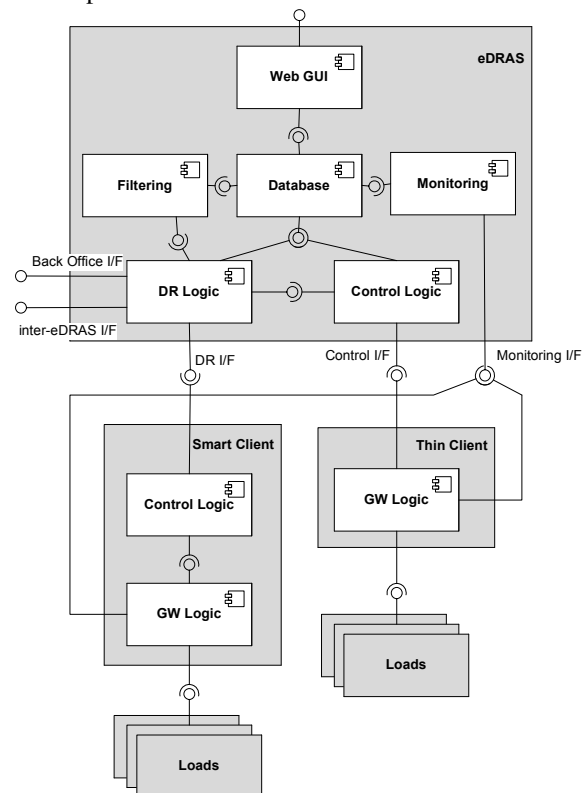 eDRAS
Web GUI
Filtering
Database
Monitoring
Back Office I/F
DR Logic
Control Logic
inter-eDRAS I/F
DR I/F
Control I/F
Monitoring I/F
Smart Client
Thin Client
Control Logic
GW Logic
GW Logic
Loads
Loads